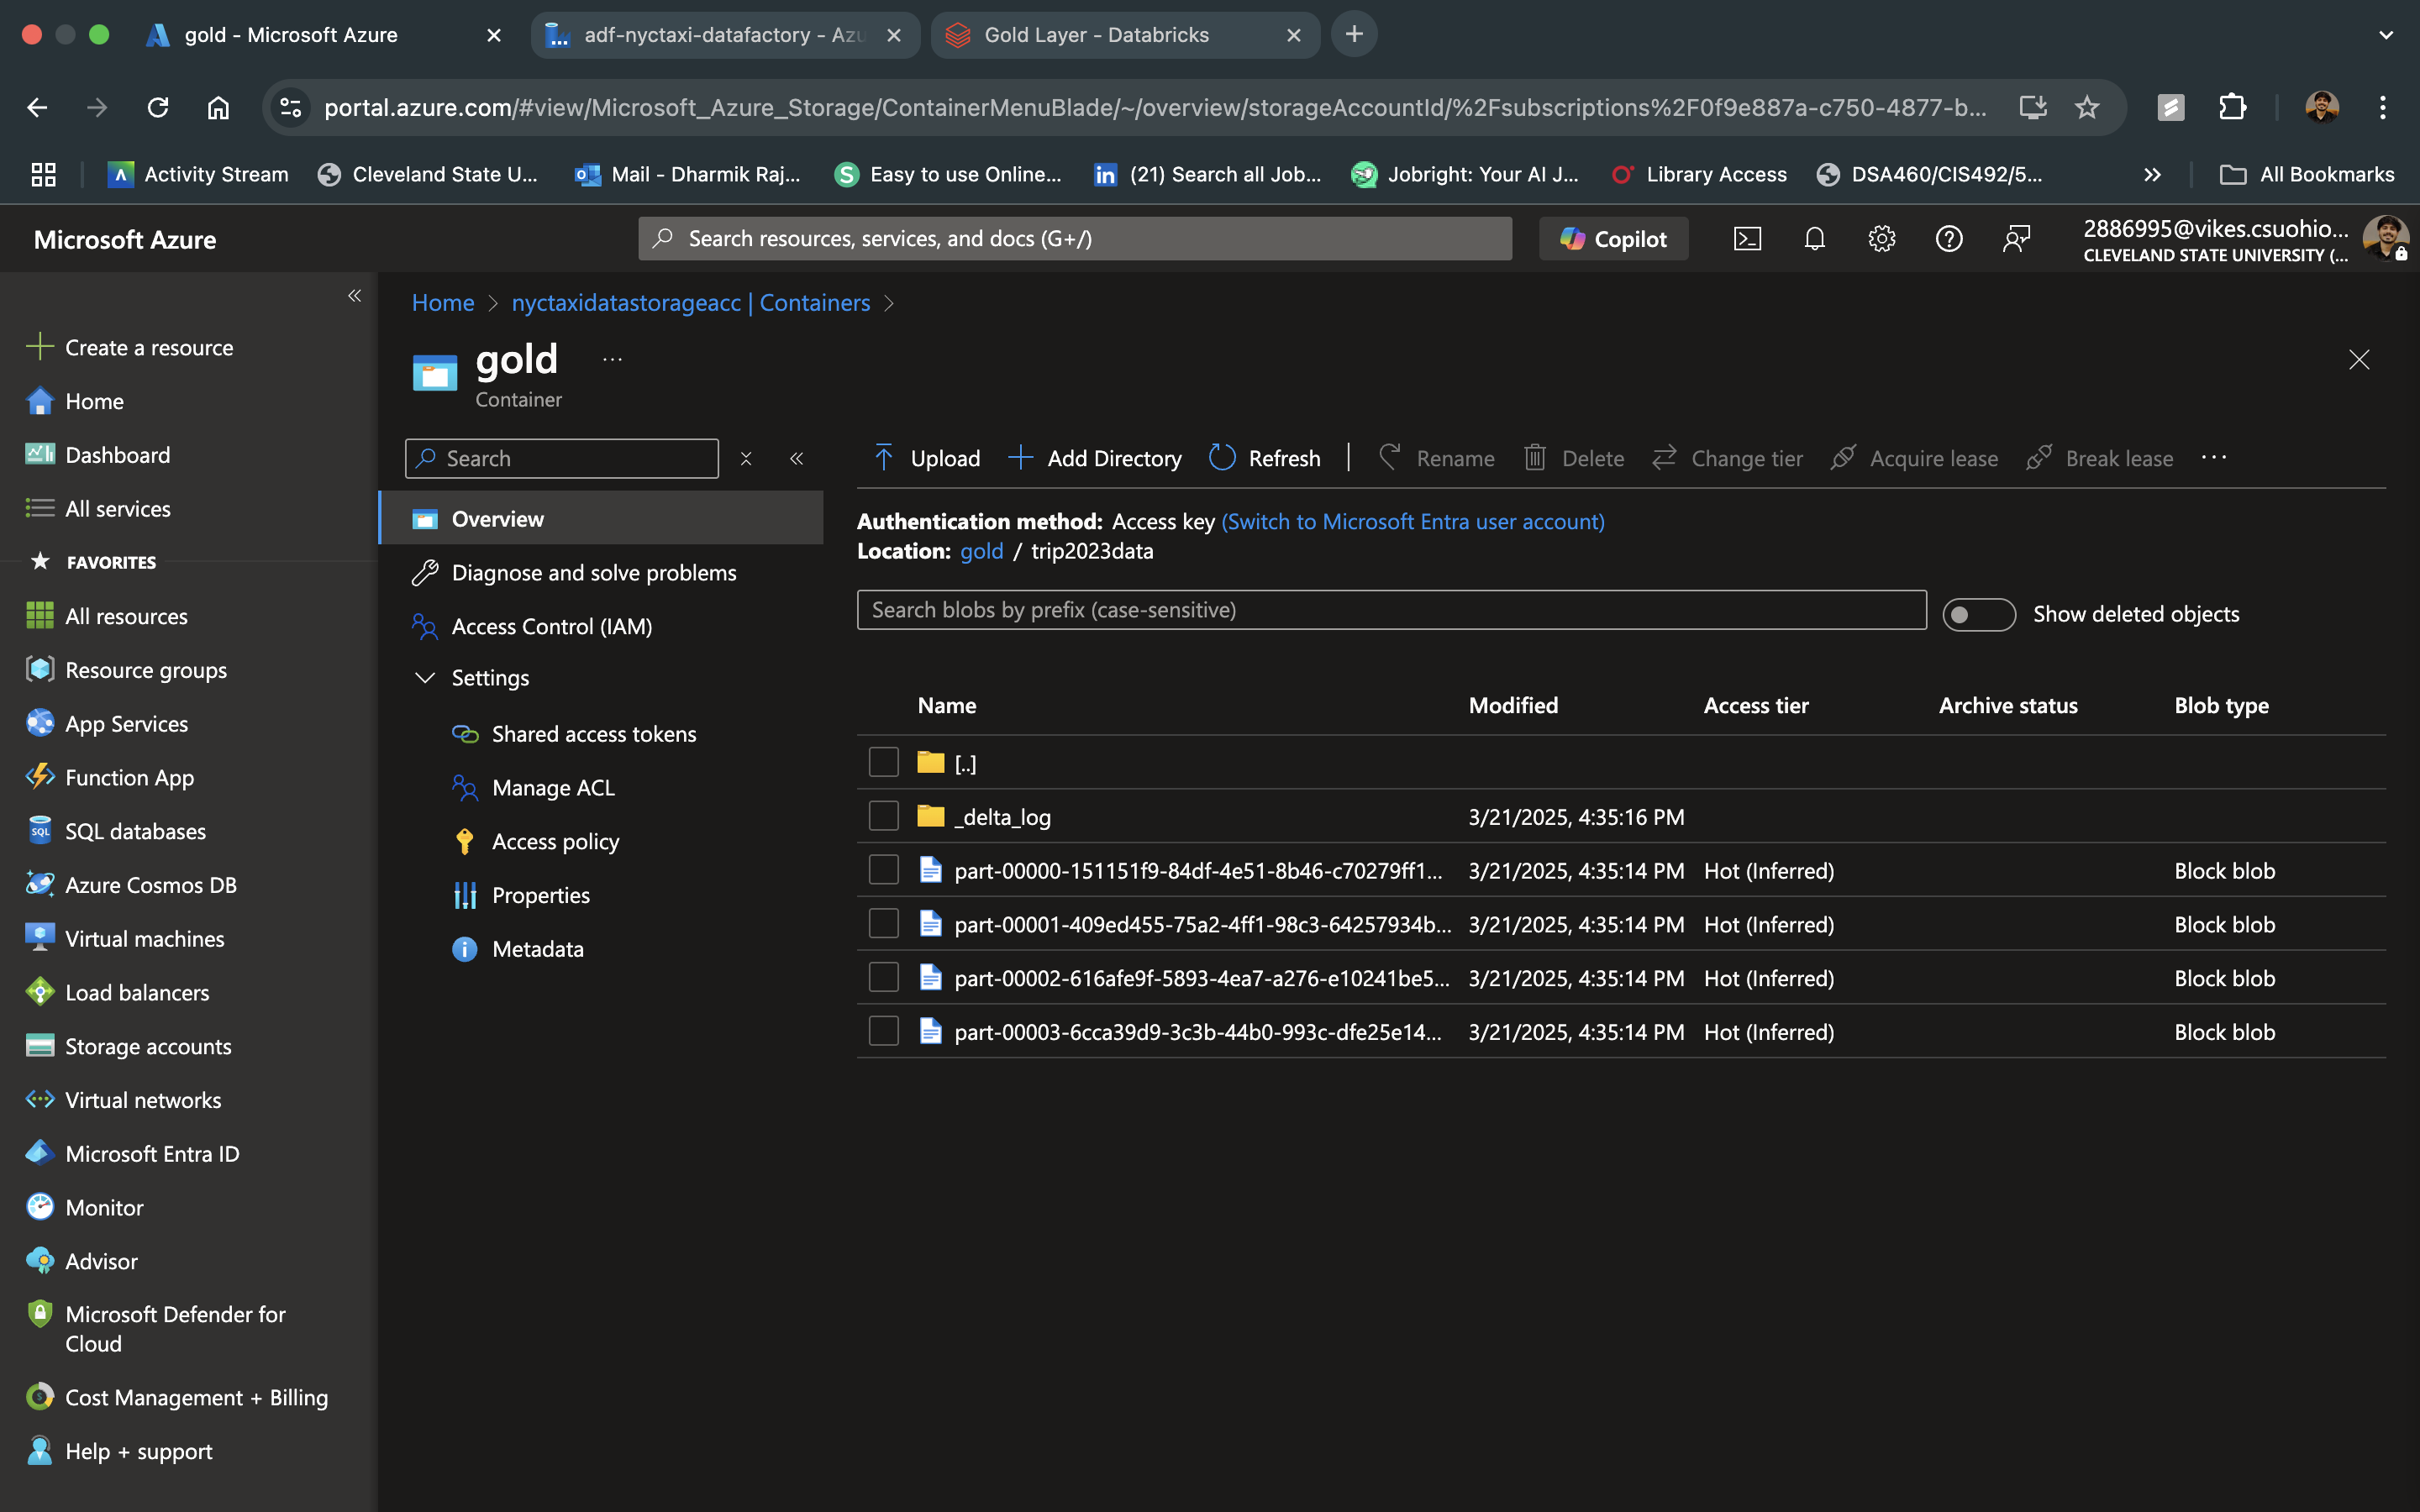 gold - Microsoft Azure
adf-nyctaxi-datafactory - Azu
Gold Layer - Databricks
portal.azure.com/#view/Microsoft_Azure_Storage/ContainerMenuBlade/~/overview/storageAccountId/%2Fsubscriptions%2F0f9e887a-c750-4877-b...
Activity Stream
Cleveland State U...
Mail - Dharmik Raj...
Easy to use Online...
(21) Search all Job...
Jobright: Your AI J...
Library Access
DSA460/CIS492/5...
All Bookmarks
Microsoft Azure
Search resources, services, and docs (G+/)
Copilot
2886995@vikes.csuohio...
CLEVELAND STATE UNIVERSITY (...
Create a resource
Home
Dashboard
All services
FAVORITES
All resources
Resource groups
App Services
Function App
SQL databases
Azure Cosmos DB
Virtual machines
Load balancers
Storage accounts
Virtual networks
Microsoft Entra ID
Monitor
Advisor
Microsoft Defender for
Cloud
Cost Management + Billing
Help + support
Home > nyctaxidatastorageacc | Containers >
gold ...
Container
Search
Overview
Diagnose and solve problems
Access Control (IAM)
Settings
Shared access tokens
Manage ACL
Access policy
Properties
Metadata
Upload Add Directory Refresh | Rename Delete Change tier Acquire lease Break lease ...
Authentication method: Access key (Switch to Microsoft Entra user account)
Location: gold / trip2023data
Search blobs by prefix (case-sensitive)
Show deleted objects
Name Modified Access tier Archive status Blob type
[..]
_delta_log 3/21/2025, 4:35:16 PM
part-00000-151151f9-84df-4e51-8b46-c70279ff1... 3/21/2025, 4:35:14 PM Hot (Inferred) Block blob
part-00001-409ed455-75a2-4ff1-98c3-64257934b... 3/21/2025, 4:35:14 PM Hot (Inferred) Block blob
part-00002-616afe9f-5893-4ea7-a276-e10241be5... 3/21/2025, 4:35:14 PM Hot (Inferred) Block blob
part-00003-6cca39d9-3c3b-44b0-993c-dfe25e14... 3/21/2025, 4:35:14 PM Hot (Inferred) Block blob